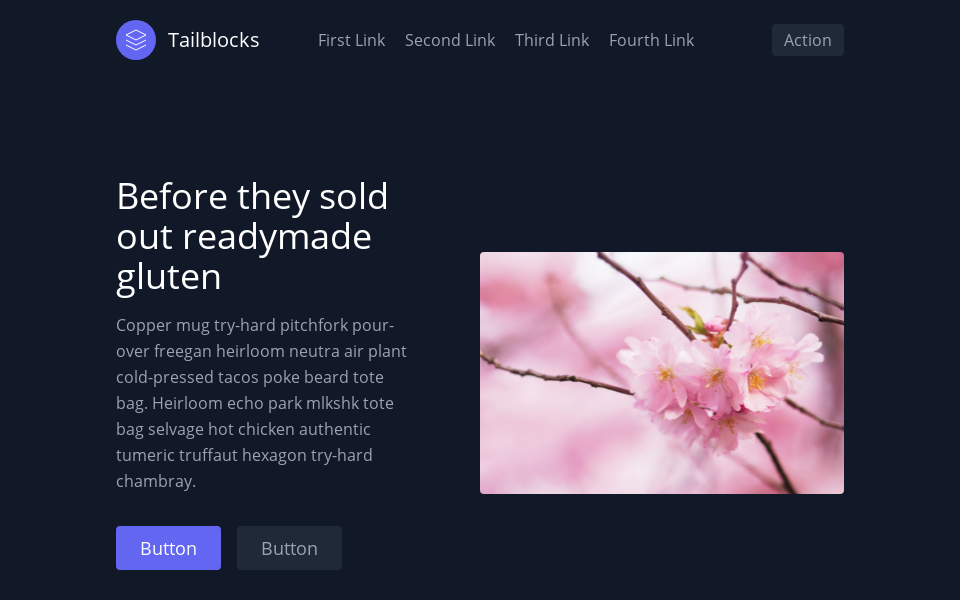 Tailblocks
First Link
Second Link
Third Link
Fourth Link
Action
Before they sold
out readymade
gluten
Copper mug try-hard pitchfork pour-
over freegan heirloom neutra air plant
cold-pressed tacos poke beard tote
bag. Heirloom echo park mlkshk tote
bag selvage hot chicken authentic
tumeric truffaut hexagon try-hard
chambray.
Button
Button